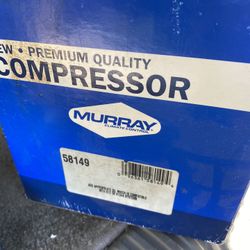 EW • PREMIUM QUALITY
COMPRESSOR
MURRAY
CLIMATE CONTROL
58149